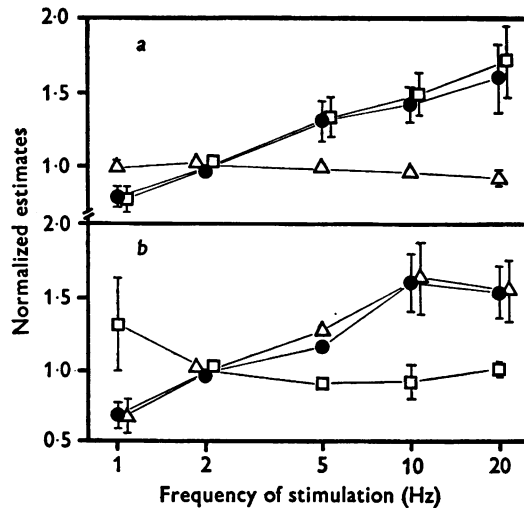 2·0
a
1·5
1·0
2·0
b
1·5
1·0
0·5
Normalized estimates
1 2 5 10 20
Frequency of stimulation (Hz)